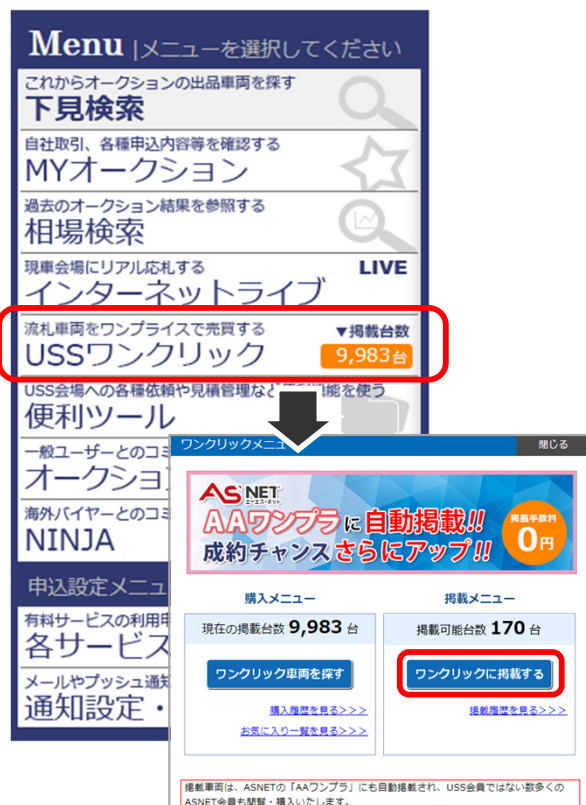 Menu |メニューを選択してください
これからオークションの出品車両を探す
下見検索
自社取引、各種申込内容等を確認する
MYオークション
過去のオークション結果を参照する
相場検索
現車会場にリアル応札する
LIVE
インターネットライブ
流札車両をワンプライスで売買する
▼掲載台数
USSワンクリック
9,983台
USS会場への各種依頼や見積管理など
能を使う
便利ツール
一般ユーザーとのコミ
オークショ
海外バイヤーとのコミ
NINJA
申込設定メニュ
有料サービスの利用申
各サービス
メールやプッシュ通知
通知設定・
ワンクリックメニュー
閉じる
ASNET
エーエス・ネット
AAワンプラに自動掲載!!
成約チャンスさらにアップ!!
掲載手数料
0円
購入メニュー
現在の掲載台数 9,983 台
ワンクリック車両を探す
購入履歴を見る>>>
お気に入り一覧を見る>>>
掲載メニュー
掲載可能台数 170 台
ワンクリックに掲載する
掲載履歴を見る>>>
掲載車両は、ASNETの「AAワンプラ」にも自動掲載され、USS会員ではない数多くの
ASNET会員も閲覧・購入いたします。